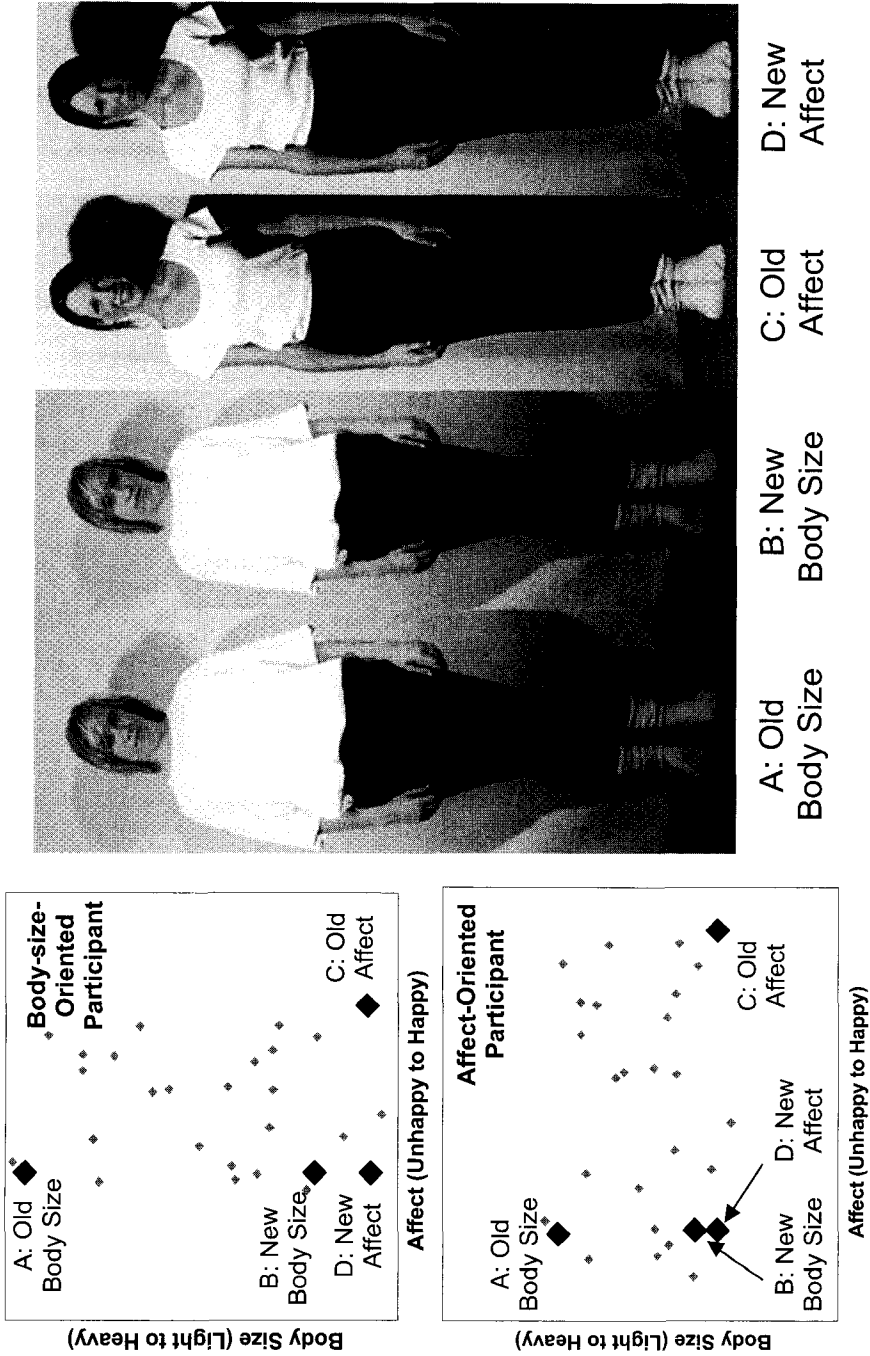 Body-size-
Oriented
Participant
A: Old
Body Size
B: New
Body Size
D: New
Affect
C: Old
Affect
Body Size (Light to Heavy)
Affect (Unhappy to Happy)
Affect-Oriented
Participant
A: Old
Body Size
B: New
Body Size
D: New
Affect
C: Old
Affect
Body Size (Light to Heavy)
Affect (Unhappy to Happy)
A: Old
Body Size
B: New
Body Size
C: Old
Affect
D: New
Affect